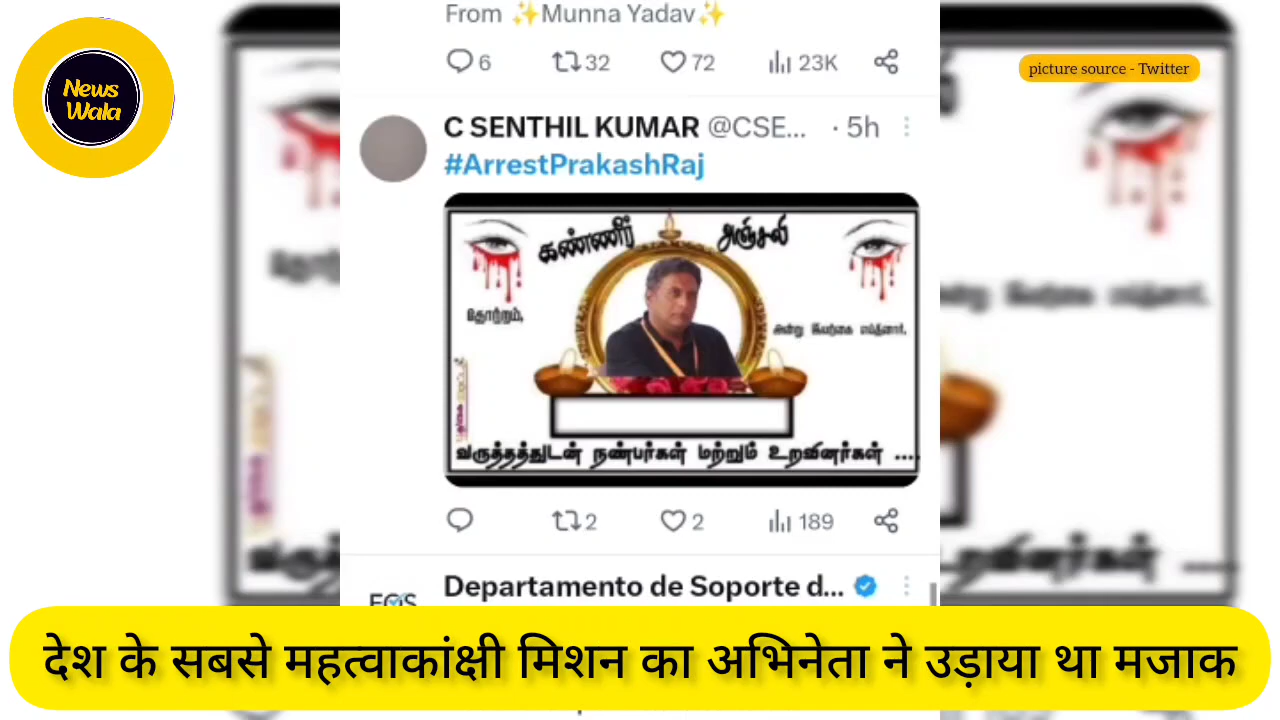 From ✨Munna Yadav✨
6 32 72 23K
picture source - Twitter
News
Wala
C SENTHIL KUMAR @CSE... · 5h
#ArrestPrakashRaj
கண்ணீர் அஞ்சலி
தோற்றம்,
வருத்தத்துடன் நண்பர்கள் மற்றும் உறவினர்கள் ....
2 2 189
Departamento de Soporte d...
देश के सबसे महत्वाकांक्षी मिशन का अभिनेता ने उड़ाया था मजाक